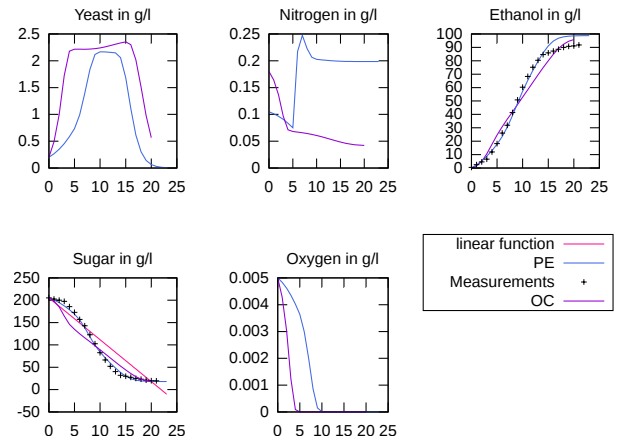 Yeast in g/l
2.5
2
1.5
1
0.5
0
0 5 10 15 20 25
Nitrogen in g/l
0.25
0.2
0.15
0.1
0.05
0
0 5 10 15 20 25
Ethanol in g/l
100
90
80
70
60
50
40
30
20
10
0
0 5 10 15 20 25
Sugar in g/l
250
200
150
100
50
0
-50
0 5 10 15 20 25
Oxygen in g/l
0.005
0.004
0.003
0.002
0.001
0
0 5 10 15 20 25
linear function
PE
Measurements
OC